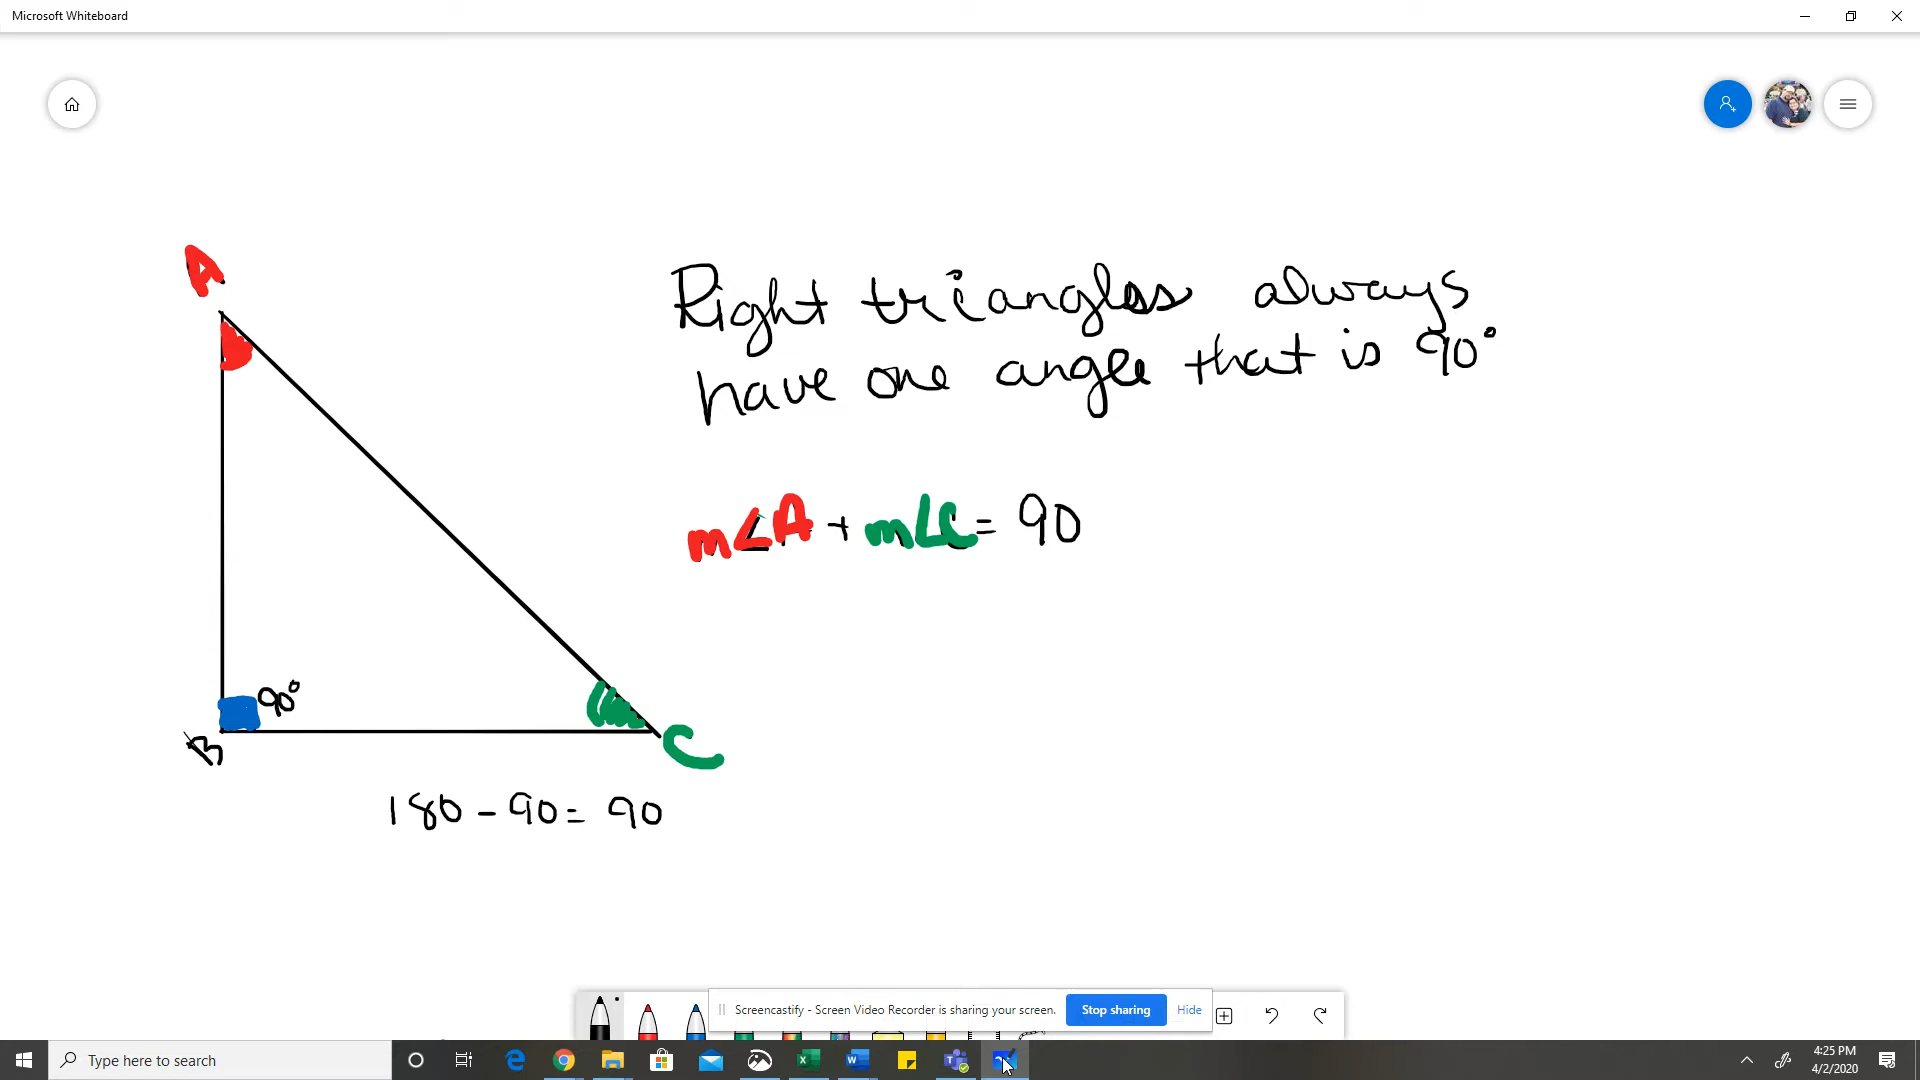 Microsoft Whiteboard
A
Right triangles always
have one angle that is 90°
m∠A + m∠C = 90
90°
B
C
180 - 90 = 90
Screencastify - Screen Video Recorder is sharing your screen.
Stop sharing
Hide
Type here to search
4:25 PM
4/2/2020